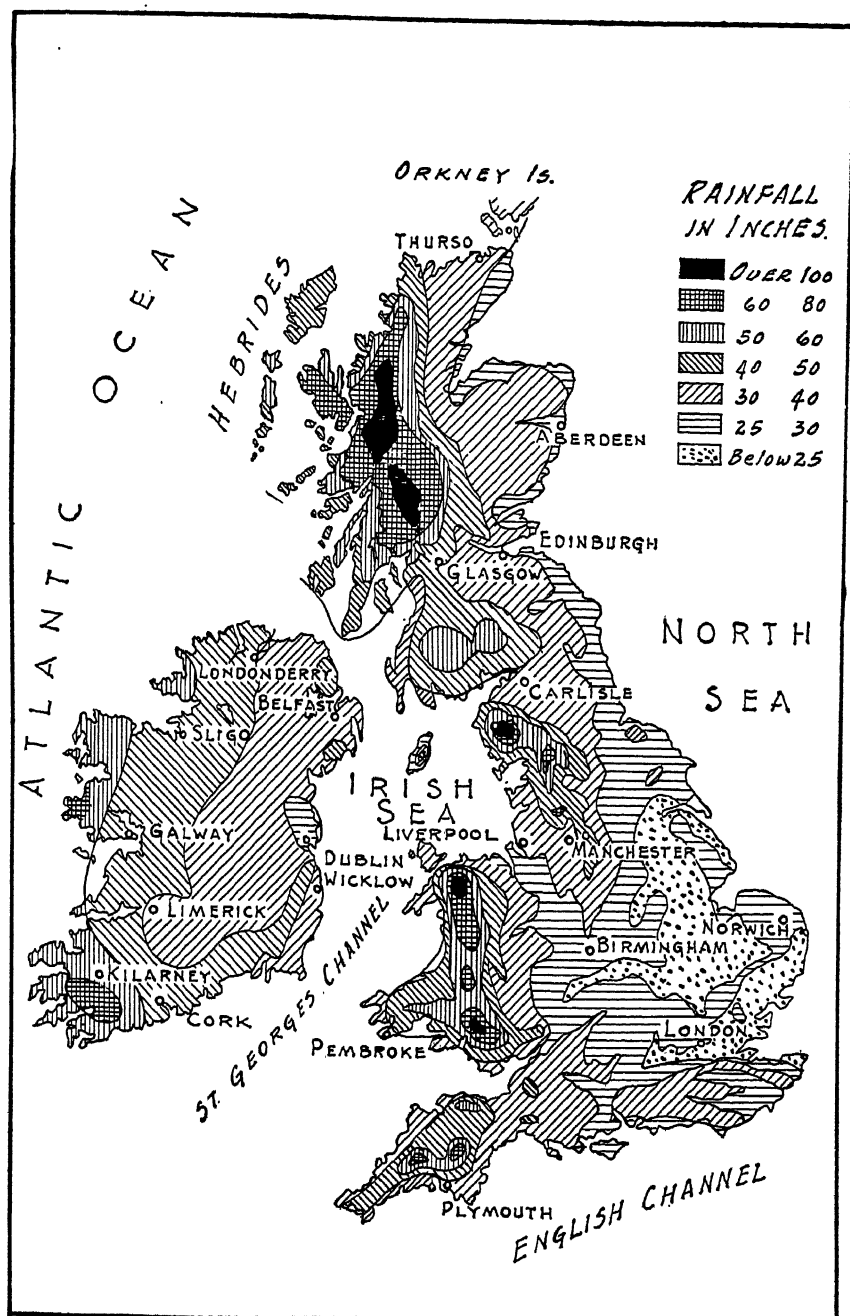 ORKNEY IS.
RAINFALL
IN INCHES.
OVER 100
60 80
50 60
40 50
30 40
25 30
Below 25
THURSO
OCEAN
HEBRIDES
ABERDEEN
EDINBURGH
GLASGOW
ATLANTIC
NORTH
SEA
LONDONDERRY
BELFAST
CARLISLE
SLIGO
IRISH
SEA
LIVERPOOL
GALWAY
MANCHESTER
DUBLIN
WICKLOW
LIMERICK
NORWICH
BIRMINGHAM
KILARNEY
CORK
ST. GEORGES CHANNEL
LONDON
PEMBROKE
PLYMOUTH
ENGLISH CHANNEL